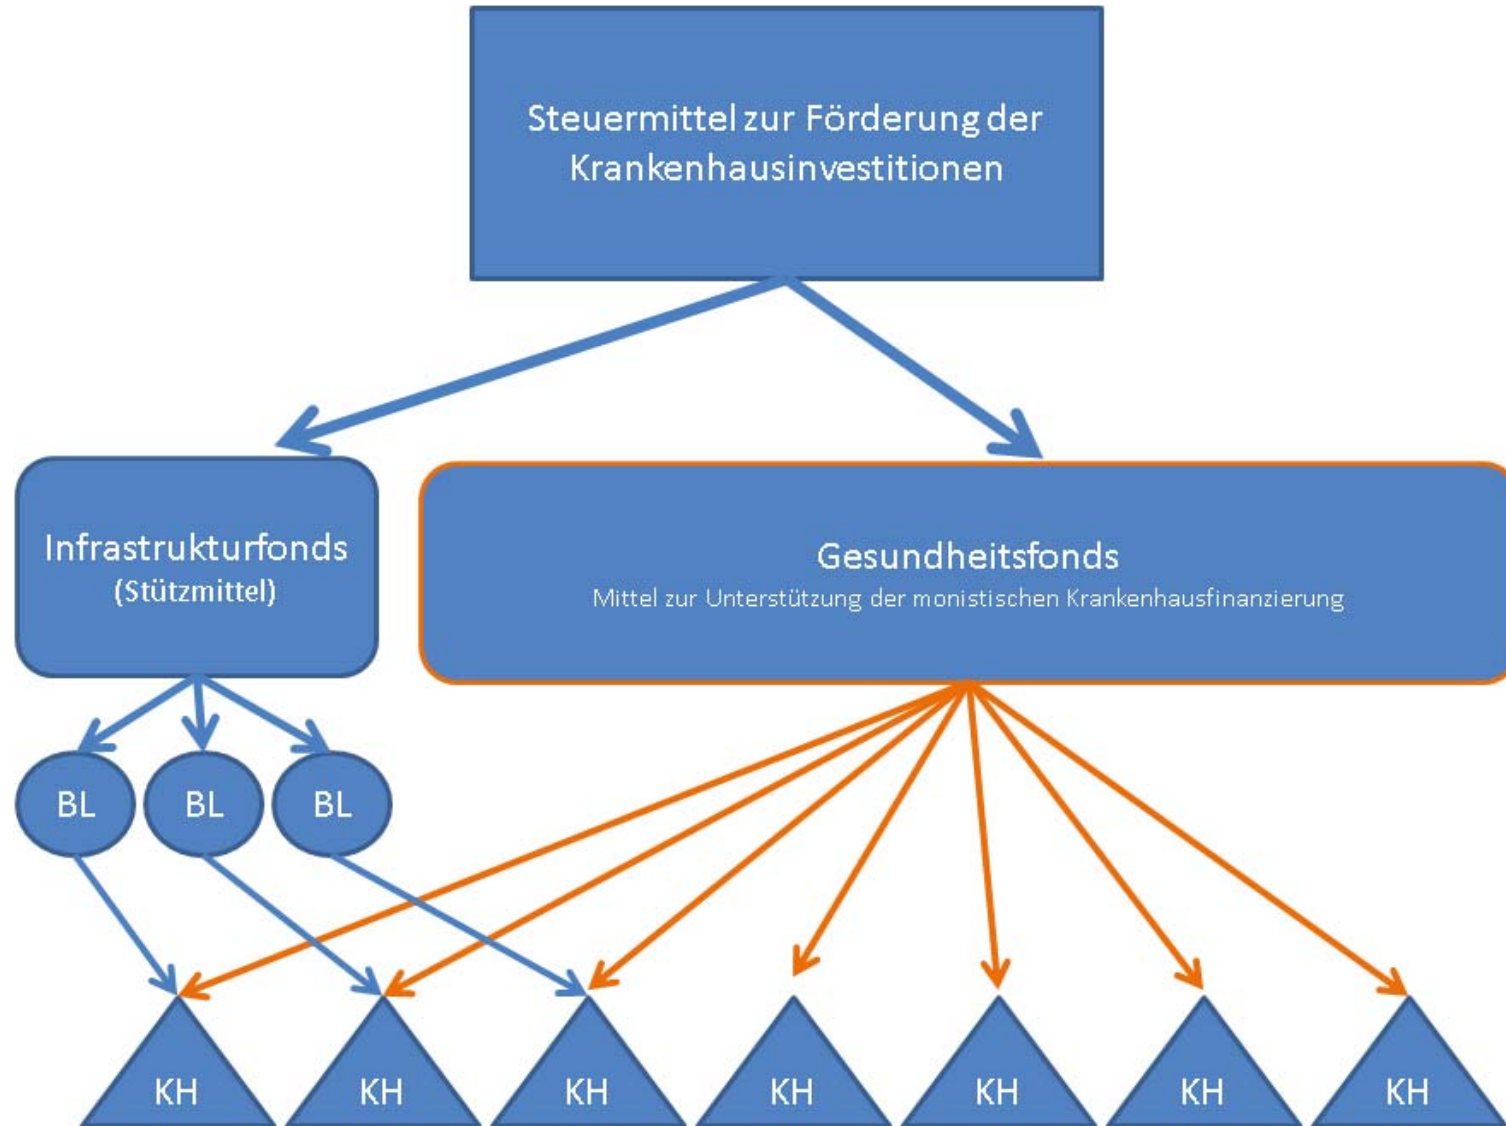 Steuermittel zur Förderung der
Krankenhausinvestitionen
Infrastrukturfonds
(Stützmittel)
Gesundheitsfonds
Mittel zur Unterstützung der monistischen Krankenhausfinanzierung
BL BL BL
KH KH KH KH KH KH KH